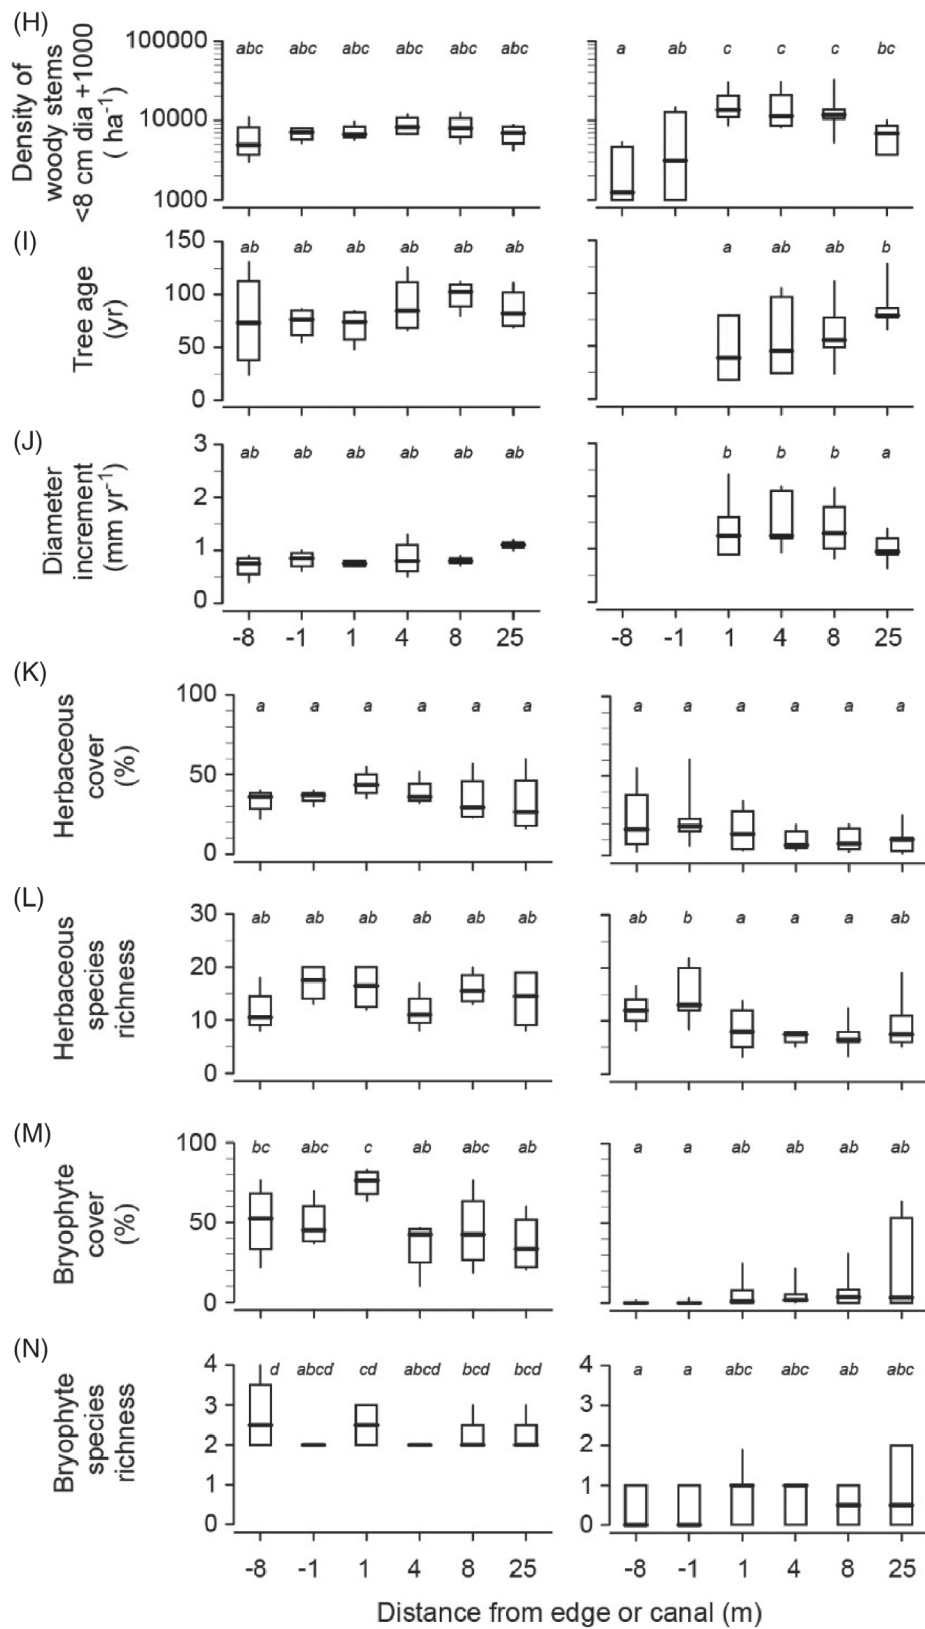 (H)
Density of
woody stems
<8 cm dia +1000
( ha⁻¹)
100000
10000
1000
abc abc abc abc abc abc
a ab c c c bc
(I)
Tree age
(yr)
150
100
50
0
ab ab ab ab ab ab
a ab ab b
(J)
Diameter
increment
(mm yr⁻¹)
3
2
1
0
ab ab ab ab ab ab
b b b a
-8 -1 1 4 8 25
-8 -1 1 4 8 25
(K)
Herbaceous
cover
(%)
100
50
0
a a a a a a
a a a a a a
(L)
Herbaceous
species
richness
30
20
10
0
ab ab ab ab ab ab
ab b a a a ab
(M)
Bryophyte
cover
(%)
100
50
0
bc abc c ab abc ab
a a ab ab ab ab
(N)
Bryophyte
species
richness
4
3
2
1
0
d abcd cd abcd bcd bcd
4
3
2
1
0
a a abc abc ab abc
-8 -1 1 4 8 25
-8 -1 1 4 8 25
Distance from edge or canal (m)